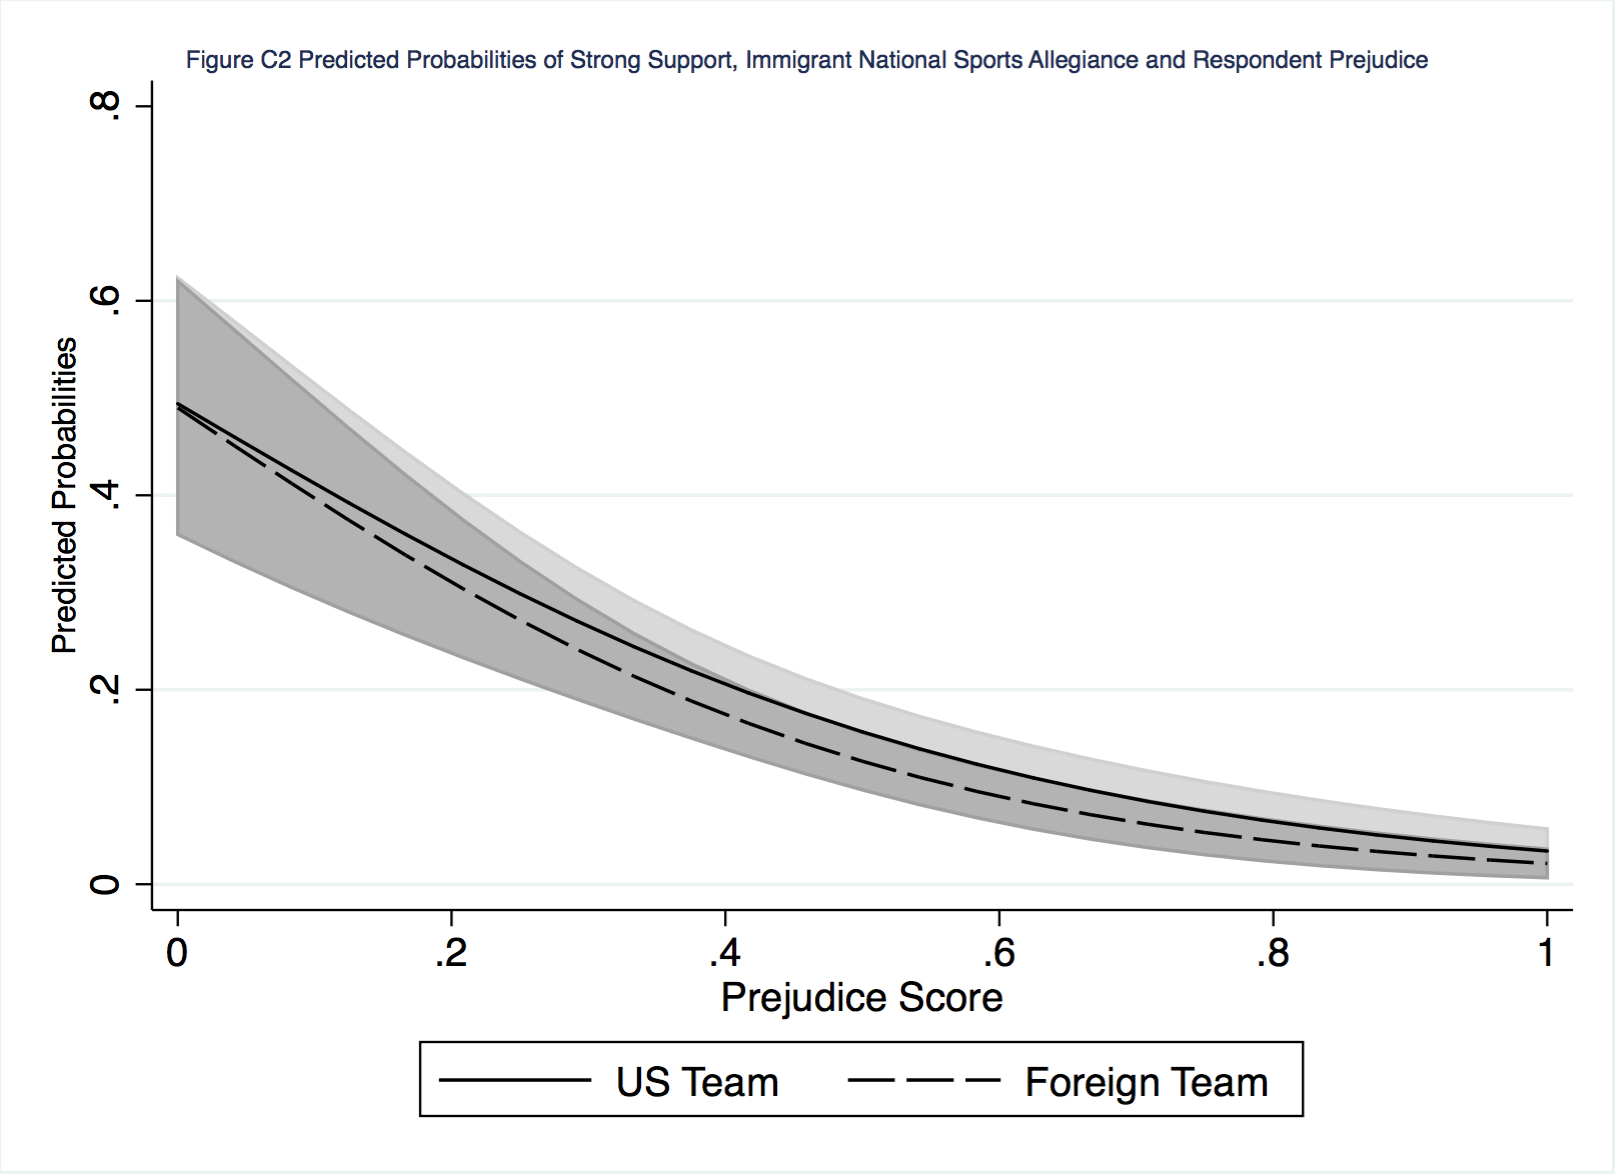 Figure C2 Predicted Probabilities of Strong Support, Immigrant National Sports Allegiance and Respondent Prejudice
Predicted Probabilities
.8
.6
.4
.2
0
0 .2 .4 .6 .8 1
Prejudice Score
US Team Foreign Team